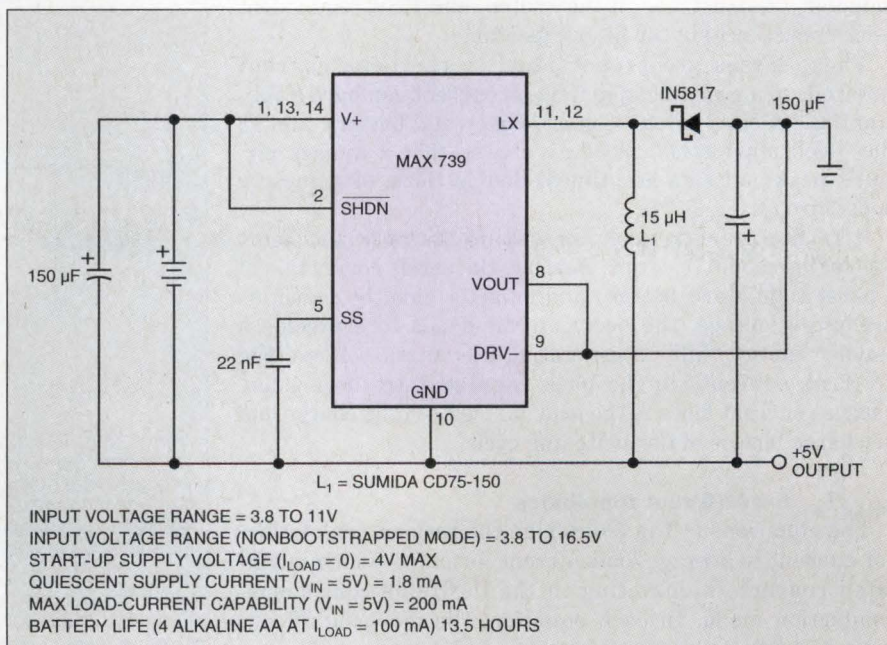 IN5817
1, 13, 14
V+
LX
11, 12
150 µF
MAX 739
2
SHDN
15 µH
L1
150 µF
+
+
8
VOUT
+
5
SS
9
DRV–
22 nF
GND
10
+5V
OUTPUT
L1 = SUMIDA CD75-150
INPUT VOLTAGE RANGE = 3.8 TO 11V
INPUT VOLTAGE RANGE (NONBOOTSTRAPPED MODE) = 3.8 TO 16.5V
START-UP SUPPLY VOLTAGE (ILOAD = 0) = 4V MAX
QUIESCENT SUPPLY CURRENT (VIN = 5V) = 1.8 mA
MAX LOAD-CURRENT CAPABILITY (VIN = 5V) = 200 mA
BATTERY LIFE (4 ALKALINE AA AT ILOAD = 100 mA) 13.5 HOURS